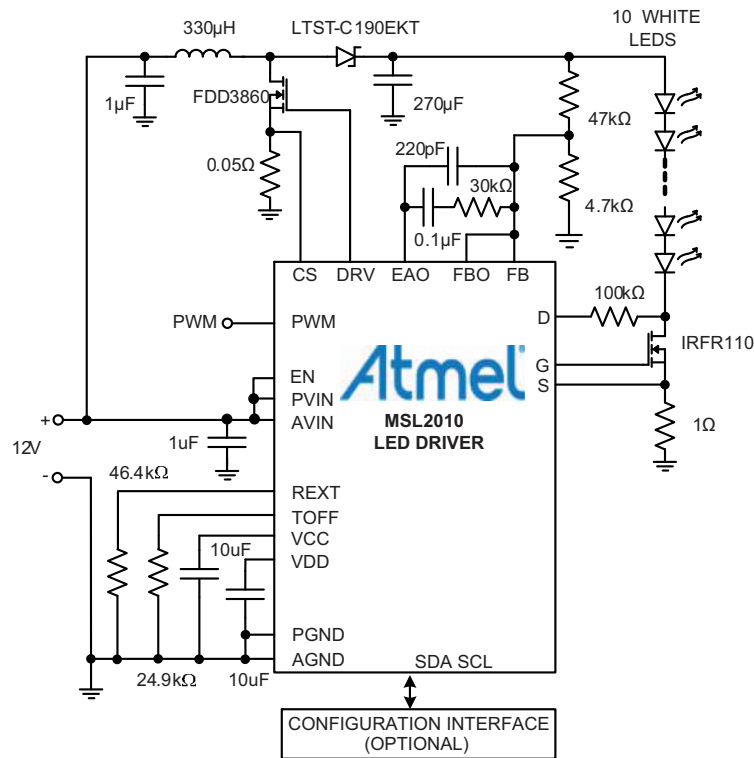 330µH
LTST-C190EKT
10 WHITE
LEDS
1µF
FDD3860
270µF
47kΩ
220pF
0.05Ω
30kΩ
4.7kΩ
0.1µF
CS
DRV
EAO
FBO
FB
100kΩ
D
PWM
PWM
IRFR110
G
S
EN
PVIN
AVIN
Atmel
MSL2010
LED DRIVER
+
12V
-
1uF
1Ω
46.4kΩ
REXT
TOFF
VCC
VDD
10uF
PGND
AGND
24.9kΩ
10uF
SDA SCL
CONFIGURATION INTERFACE
(OPTIONAL)